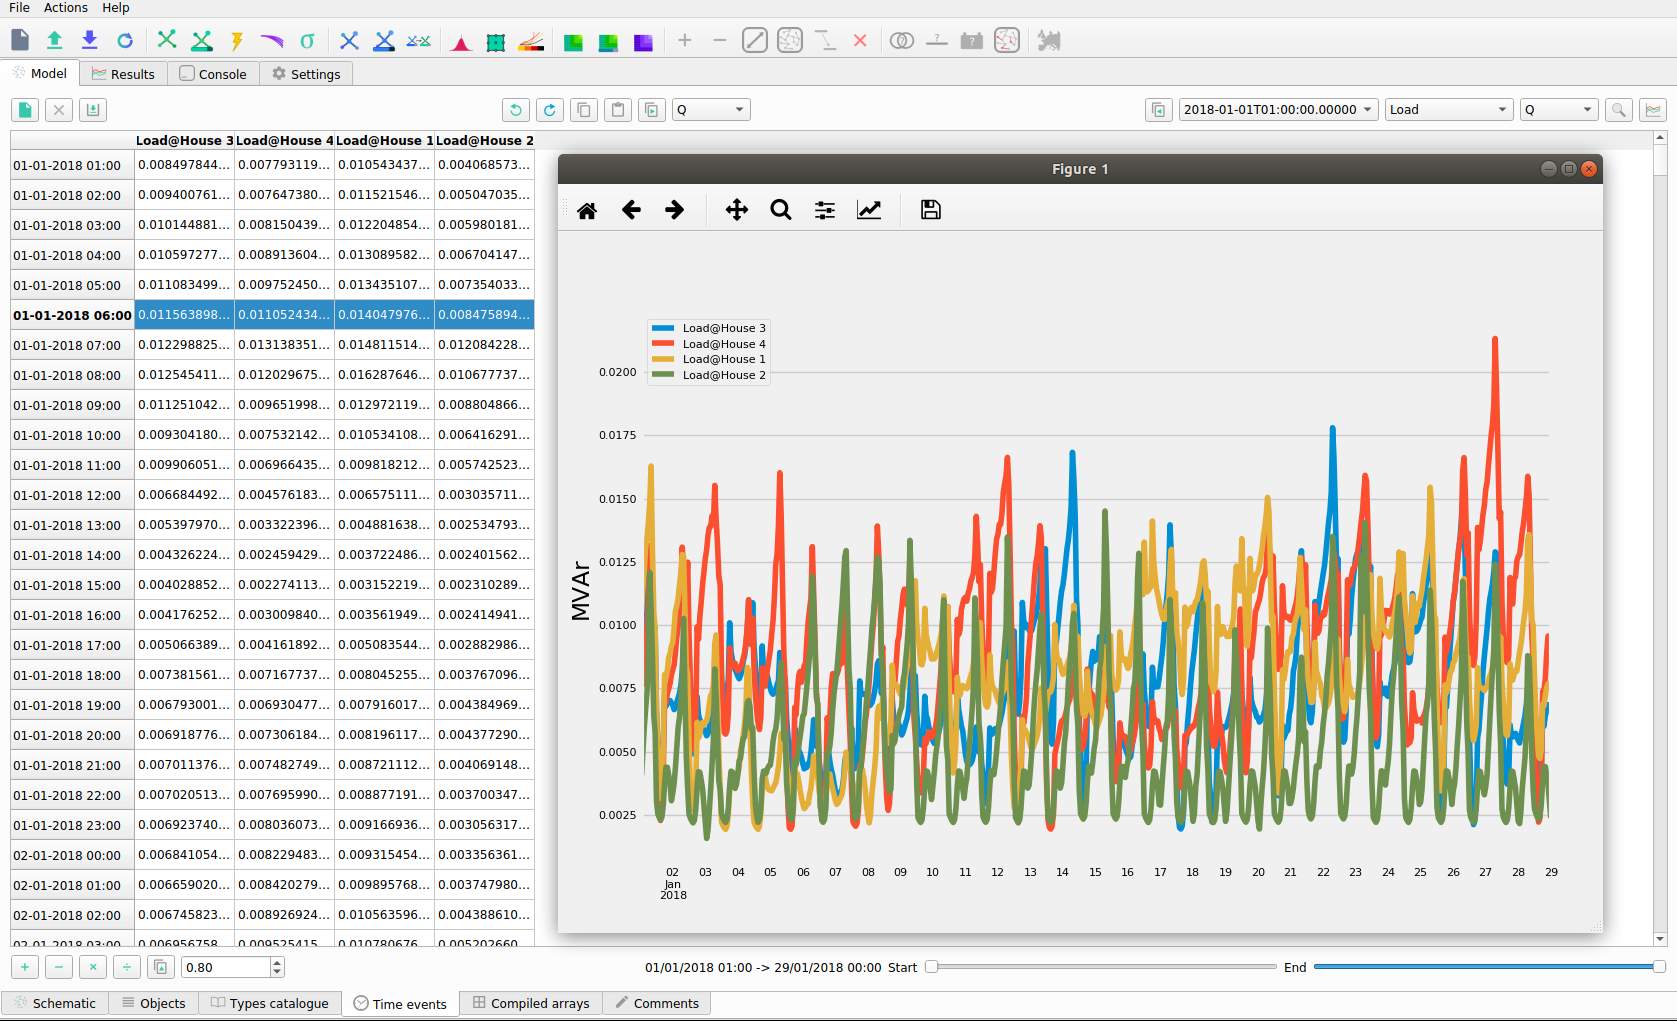 File Actions Help
Model Results Console Settings
Q 2018-01-01T01:00:00.00000 Load Q
Load@House 3 Load@House 4 Load@House 1 Load@House 2
01-01-2018 01:00 0.008497844... 0.007793119... 0.010543437... 0.004068573...
01-01-2018 02:00 0.009400761... 0.007647380... 0.011521546... 0.005047035...
01-01-2018 03:00 0.010144881... 0.008150439... 0.012204854... 0.005980181...
01-01-2018 04:00 0.010597277... 0.008913604... 0.013089582... 0.006704147...
01-01-2018 05:00 0.011083499... 0.009752450... 0.013435107... 0.007354033...
01-01-2018 06:00 0.011563898... 0.011052434... 0.014047976... 0.008475894...
01-01-2018 07:00 0.012298825... 0.013138351... 0.014811514... 0.012084228...
01-01-2018 08:00 0.012545411... 0.012029675... 0.016287646... 0.010677737...
01-01-2018 09:00 0.011251042... 0.009651998... 0.012972119... 0.008804866...
01-01-2018 10:00 0.009304180... 0.007532142... 0.010534108... 0.006416291...
01-01-2018 11:00 0.009906051... 0.006966435... 0.009818212... 0.005742523...
01-01-2018 12:00 0.006684492... 0.004576183... 0.006575111... 0.003035711...
01-01-2018 13:00 0.005397970... 0.003322396... 0.004881638... 0.002534793...
01-01-2018 14:00 0.004326224... 0.002459429... 0.003722486... 0.002401562...
01-01-2018 15:00 0.004028852... 0.002274113... 0.003152219... 0.002310289...
01-01-2018 16:00 0.004176252... 0.003009840... 0.003561949... 0.002414941...
01-01-2018 17:00 0.005066389... 0.004161892... 0.005083544... 0.002882986...
01-01-2018 18:00 0.007381561... 0.007167737... 0.008045255... 0.003767096...
01-01-2018 19:00 0.006793001... 0.006930477... 0.007916017... 0.004384969...
01-01-2018 20:00 0.006918776... 0.007306184... 0.008196117... 0.004377290...
01-01-2018 21:00 0.007011376... 0.007482749... 0.008721112... 0.004069148...
01-01-2018 22:00 0.007020513... 0.007695990... 0.008877191... 0.003700347...
01-01-2018 23:00 0.006923740... 0.008036073... 0.009166936... 0.003056317...
02-01-2018 00:00 0.006841054... 0.008229483... 0.009315454... 0.003356361...
02-01-2018 01:00 0.006659020... 0.008420279... 0.009895768... 0.003747980...
02-01-2018 02:00 0.006745823... 0.008926924... 0.010563596... 0.004388610...
02-01-2018 03:00 0.006956758... 0.009525415... 0.010780676... 0.005202660...
Figure 1
Load@House 3
Load@House 4
Load@House 1
Load@House 2
0.0200
0.0175
0.0150
0.0125
0.0100
0.0075
0.0050
0.0025
MVAr
02 03 04 05 06 07 08 09 10 11 12 13 14 15 16 17 18 19 20 21 22 23 24 25 26 27 28 29
Jan
2018
0.80 01/01/2018 01:00 -> 29/01/2018 00:00 Start End
Schematic Objects Types catalogue Time events Compiled arrays Comments